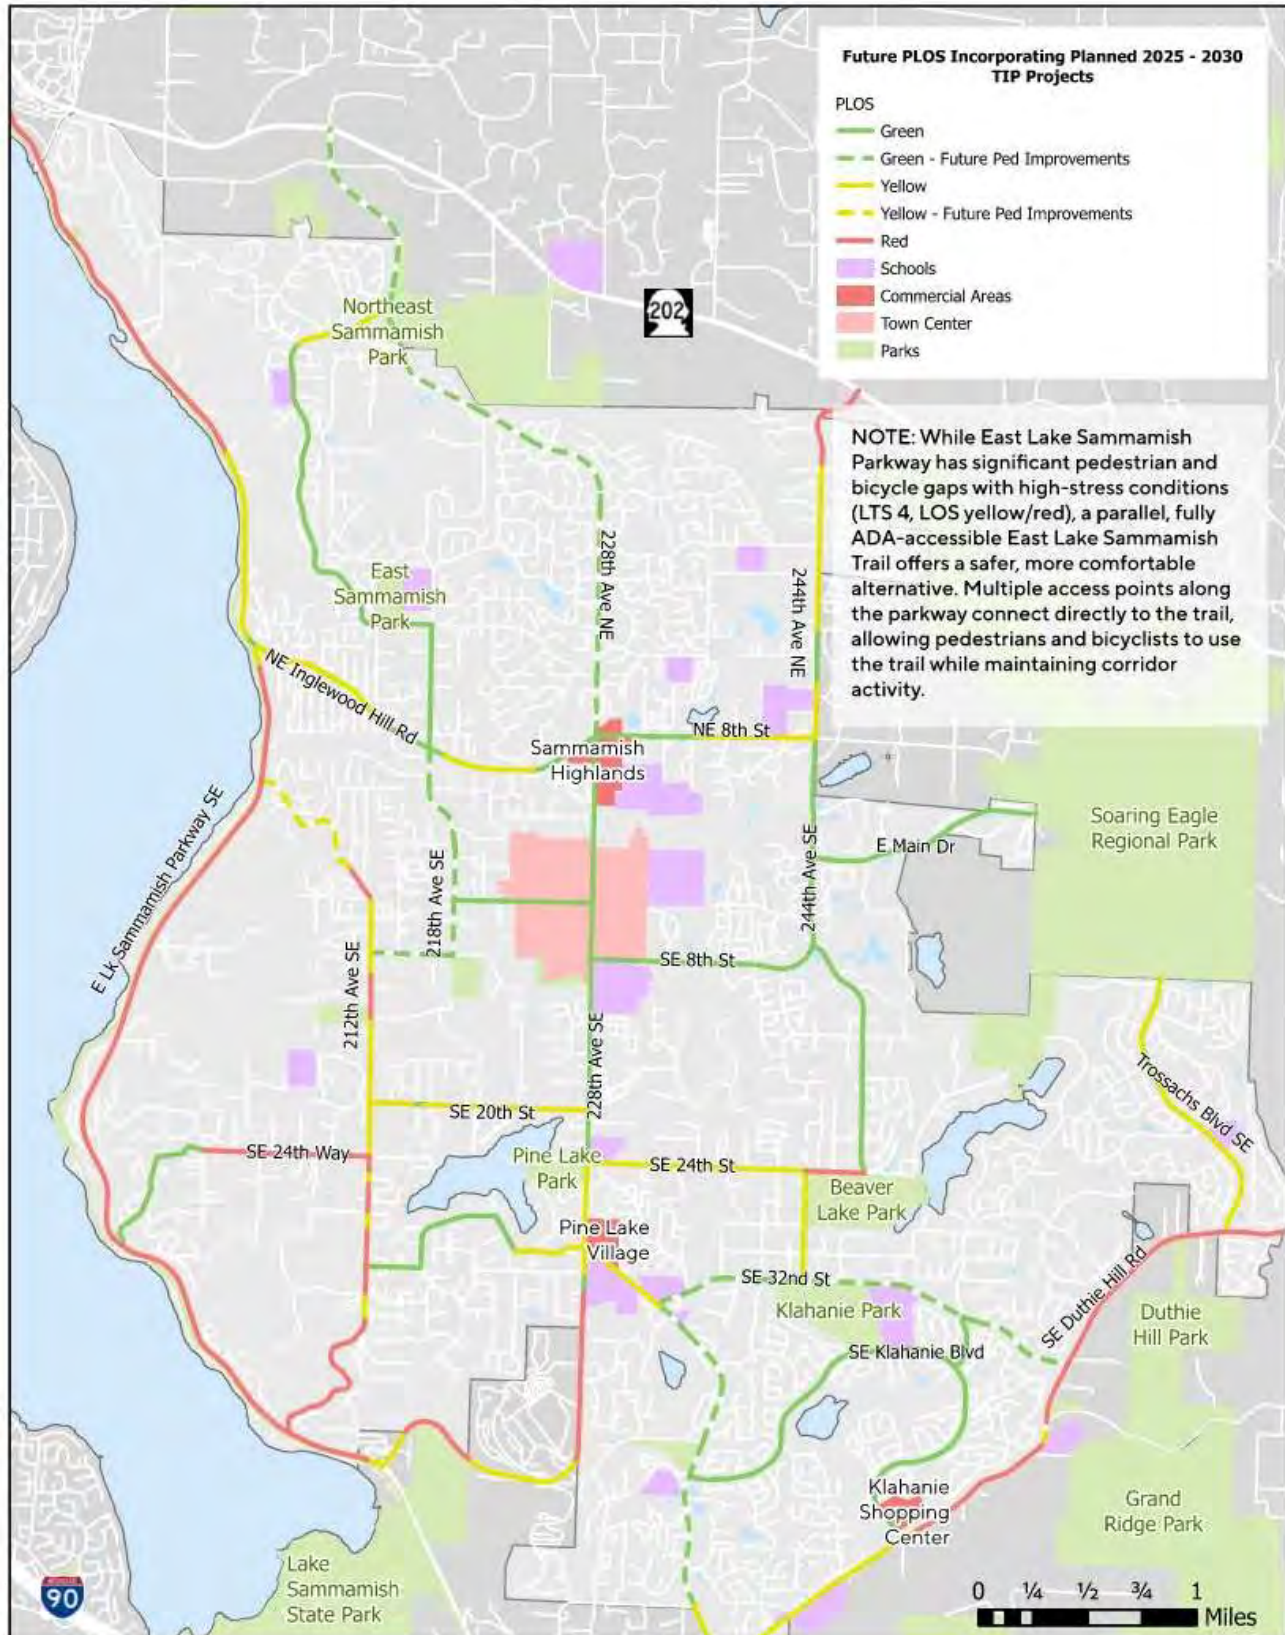 Future PLOS Incorporating Planned 2025 - 2030
TIP Projects
PLOS
Green
Green - Future Ped Improvements
Yellow
Yellow - Future Ped Improvements
Red
Schools
Commercial Areas
Town Center
Parks
202
NOTE: While East Lake Sammamish
Parkway has significant pedestrian and
bicycle gaps with high-stress conditions
(LTS 4, LOS yellow/red), a parallel, fully
ADA-accessible East Lake Sammamish
Trail offers a safer, more comfortable
alternative. Multiple access points along
the parkway connect directly to the trail,
allowing pedestrians and bicyclists to use
the trail while maintaining corridor
activity.
Northeast
Sammamish
Park
228th Ave NE
244th Ave NE
East
Sammamish
Park
NE Inglewood Hill Rd
NE 8th St
Sammamish
Highlands
E Lk Sammamish Parkway SE
Soaring Eagle
Regional Park
E Main Dr
244th Ave SE
218th Ave SE
SE 8th St
212th Ave SE
228th Ave SE
Trossachs Blvd SE
SE 20th St
SE 24th Way
Pine Lake
Park
SE 24th St
Beaver
Lake Park
Pine Lake
Village
SE 32nd St
Klahanie Park
SE Duthie Hill Rd
Duthie
Hill Park
SE Klahanie Blvd
Klahanie
Shopping
Center
Grand
Ridge Park
Lake
Sammamish
State Park
90
0 ¼ ½ ¾ 1
Miles